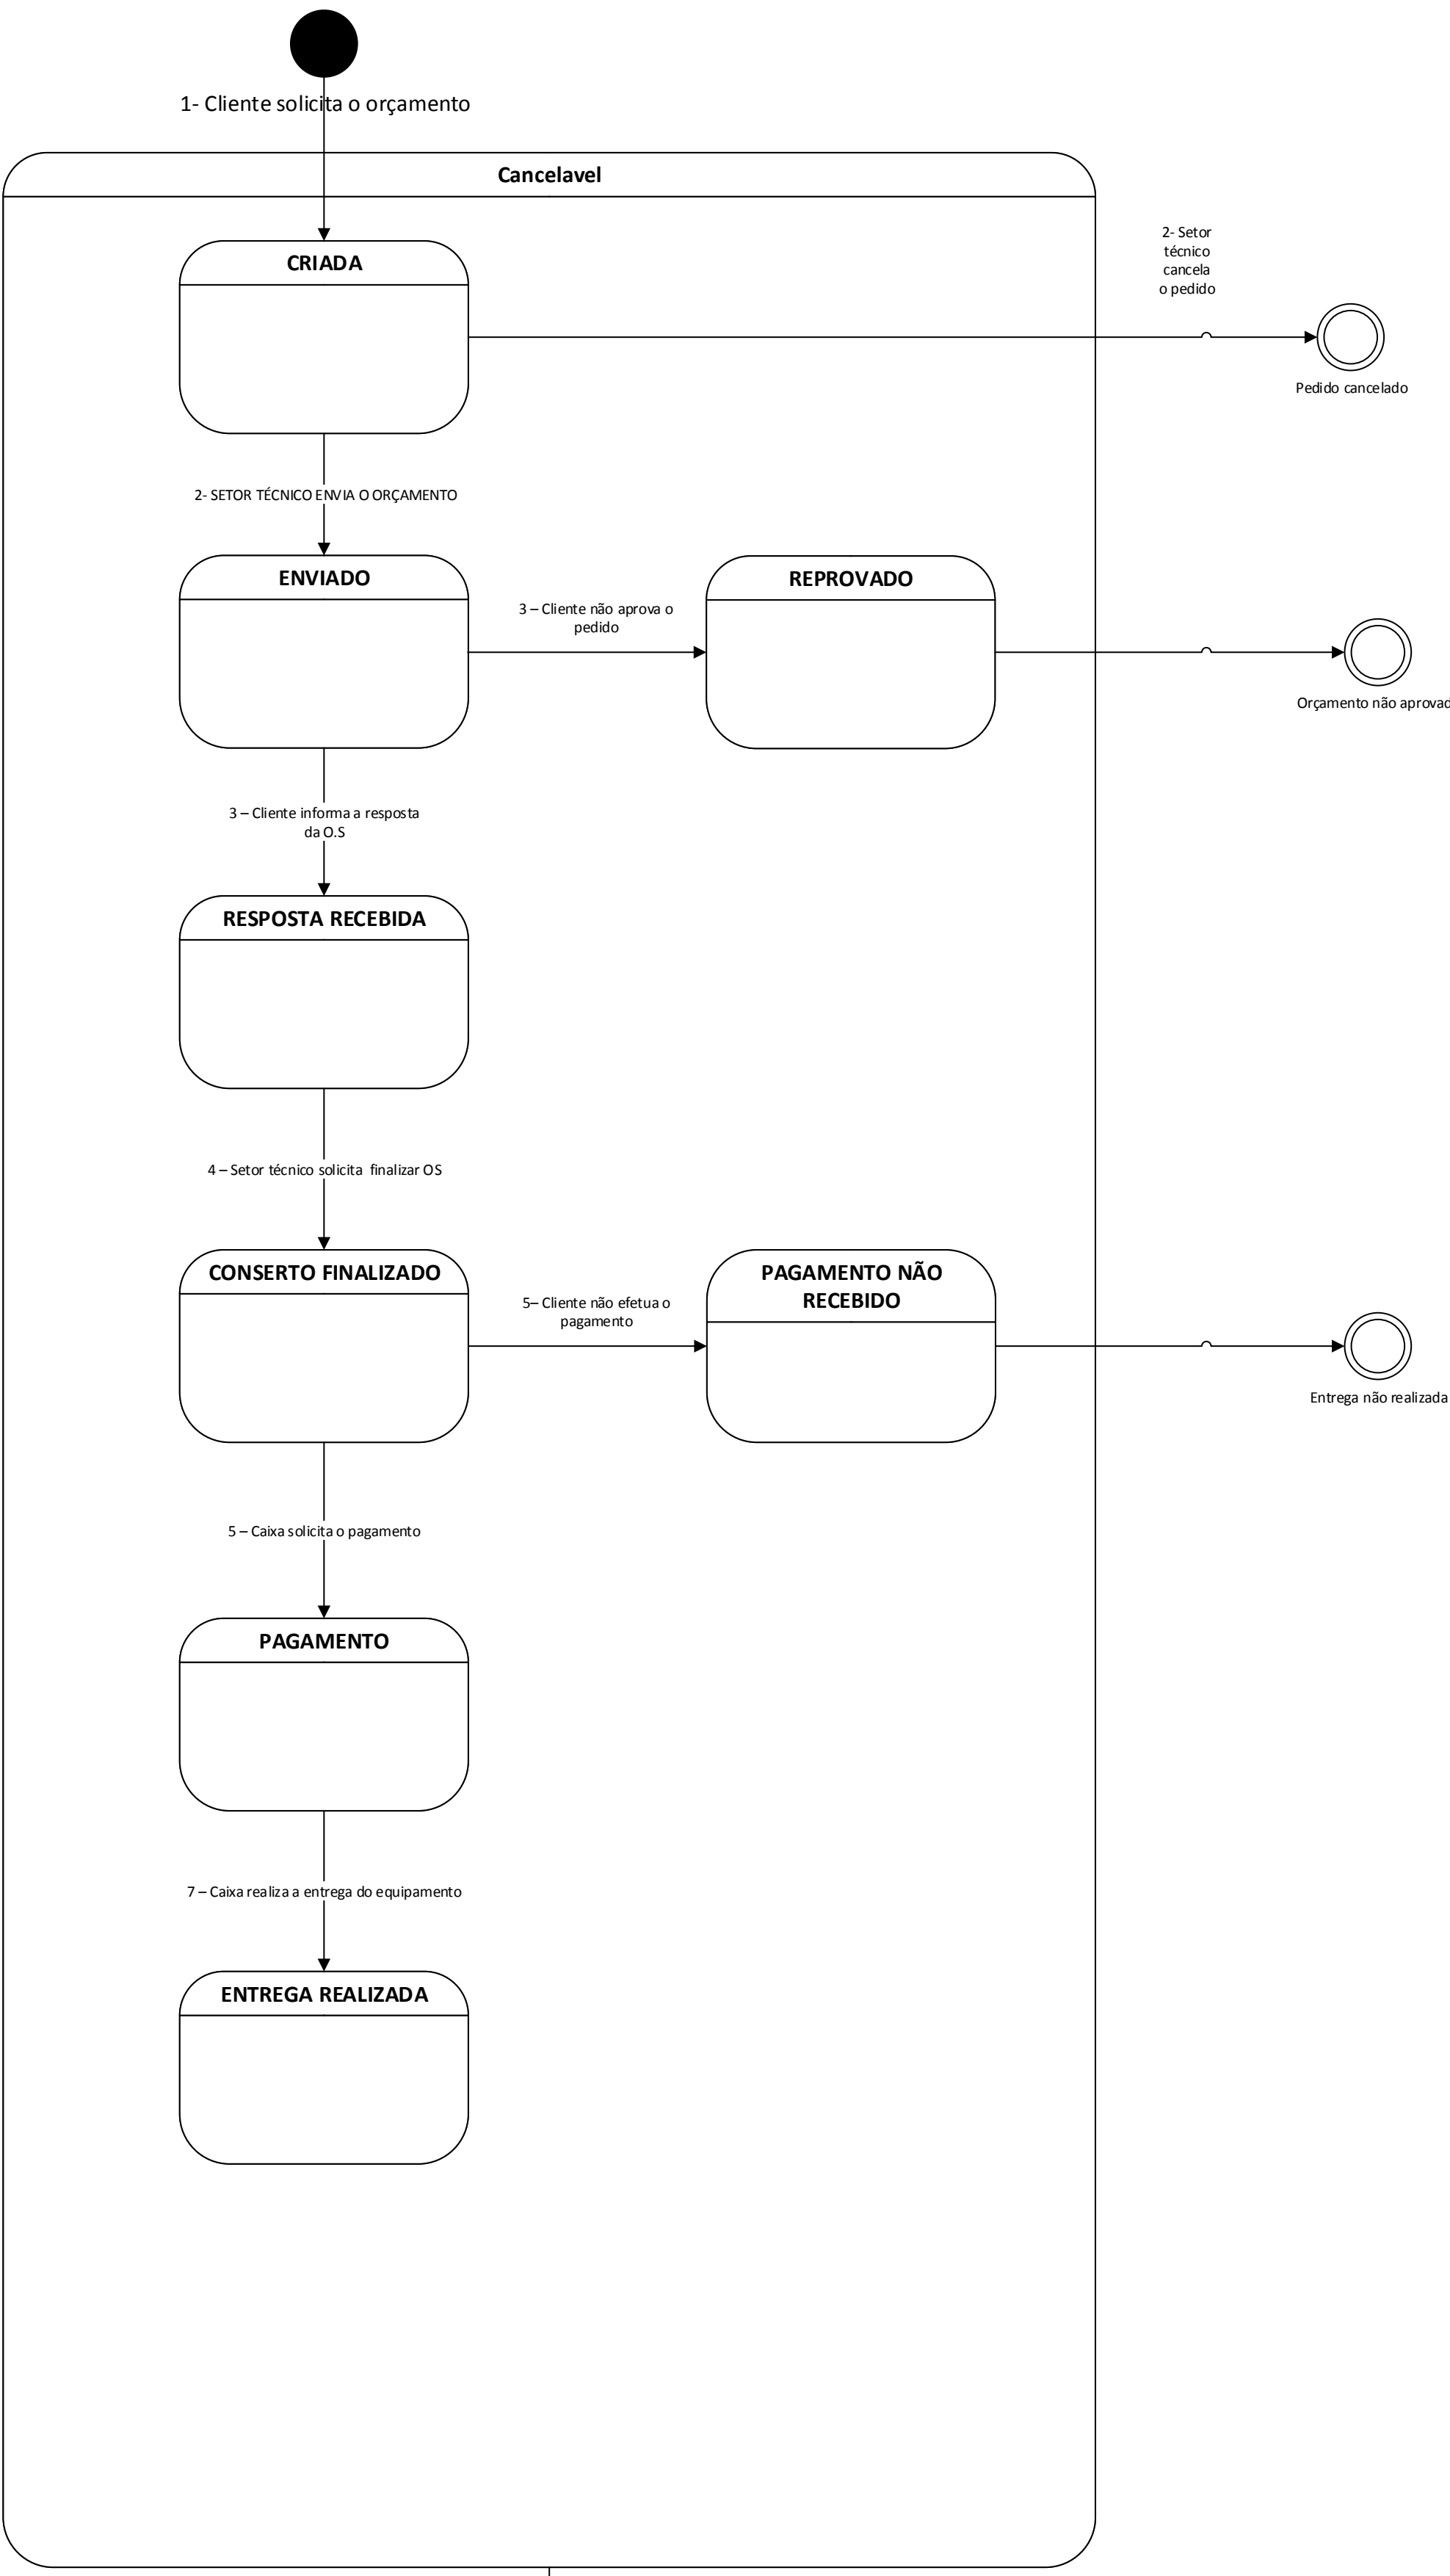 1- Cliente solicita o orçamento
Cancelavel
CRIADA
2- Setor
técnico
cancela
o pedido
Pedido cancelado
2- SETOR TÉCNICO ENVIA O ORÇAMENTO
ENVIADO
3 – Cliente não aprova o
pedido
REPROVADO
Orçamento não aprovad
3 – Cliente informa a resposta
da O.S
RESPOSTA RECEBIDA
4 – Setor técnico solicita finalizar OS
CONSERTO FINALIZADO
5– Cliente não efetua o
pagamento
PAGAMENTO NÃO
RECEBIDO
Entrega não realizada
5 – Caixa solicita o pagamento
PAGAMENTO
7 – Caixa realiza a entrega do equipamento
ENTREGA REALIZADA